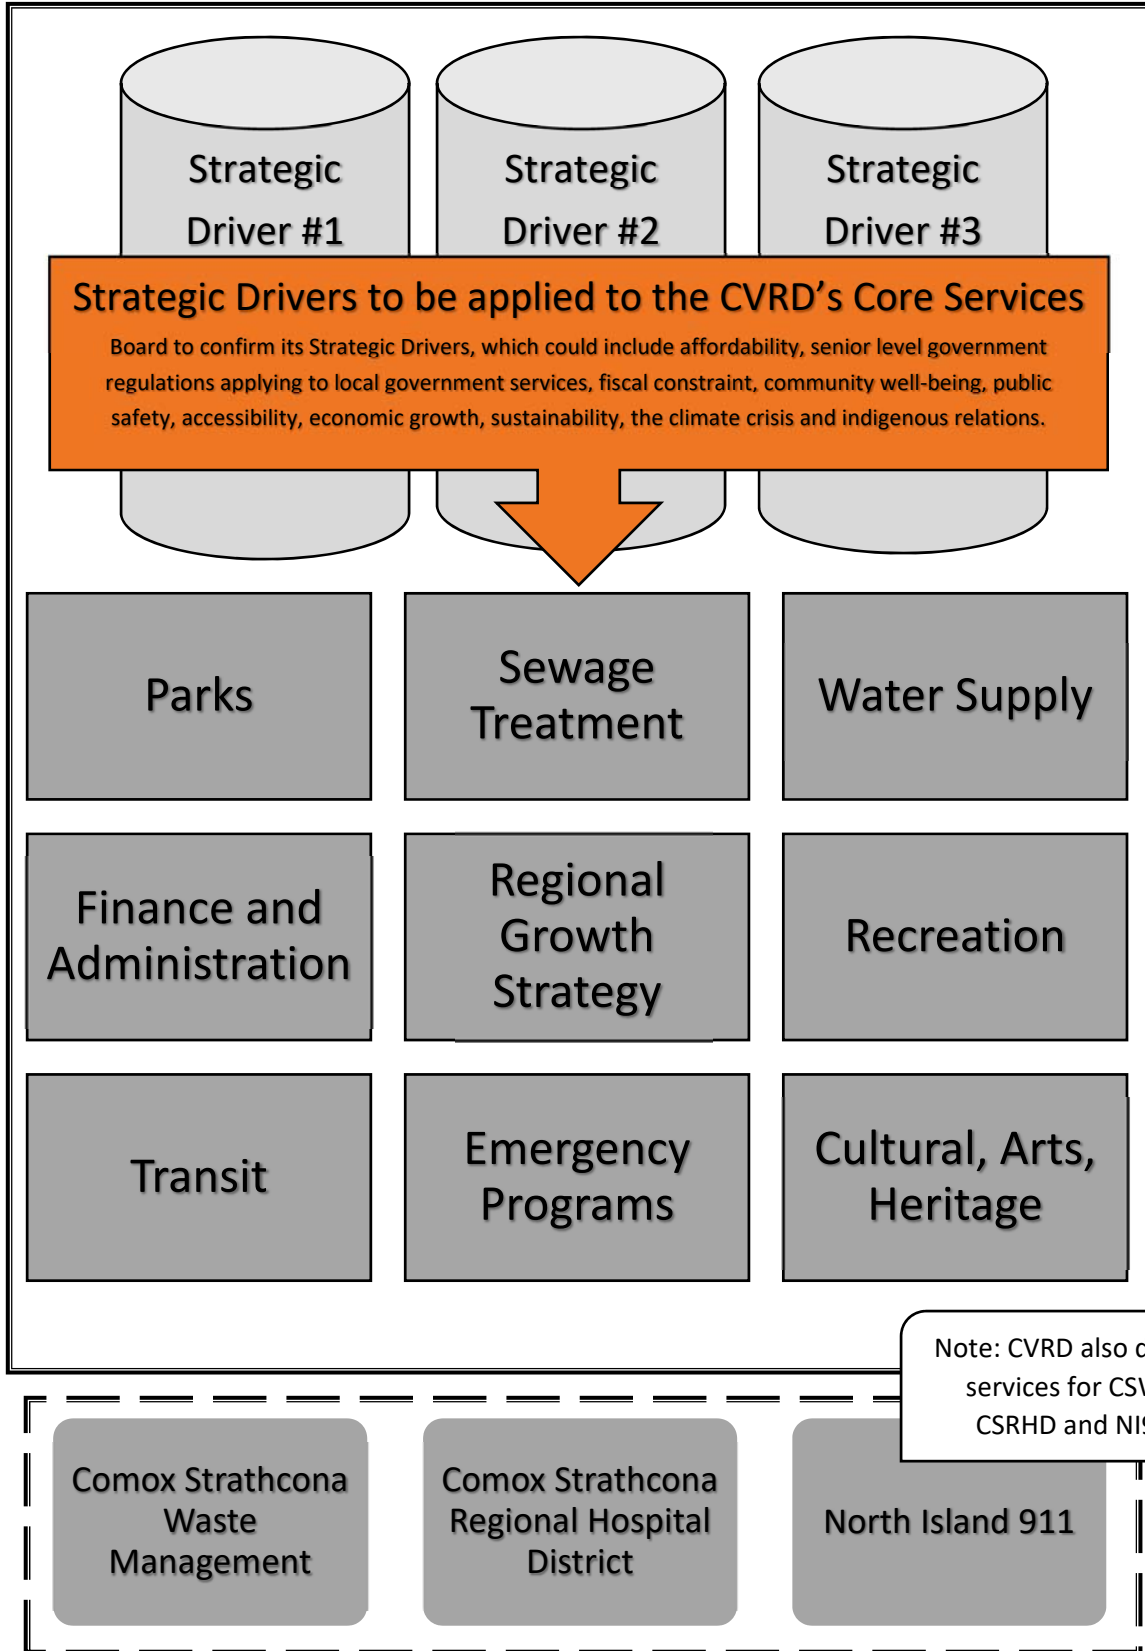 Strategic
Driver #1
Strategic
Driver #2
Strategic
Driver #3
Strategic Drivers to be applied to the CVRD’s Core Services
Board to confirm its Strategic Drivers, which could include affordability, senior level government
regulations applying to local government services, fiscal constraint, community well-being, public
safety, accessibility, economic growth, sustainability, the climate crisis and indigenous relations.
Parks
Sewage
Treatment
Water Supply
Finance and
Administration
Regional
Growth
Strategy
Recreation
Transit
Emergency
Programs
Cultural, Arts,
Heritage
Note: CVRD also
services for
CSRHD and
Comox Strathcona
Waste
Management
Comox Strathcona
Regional Hospital
District
North Island 911